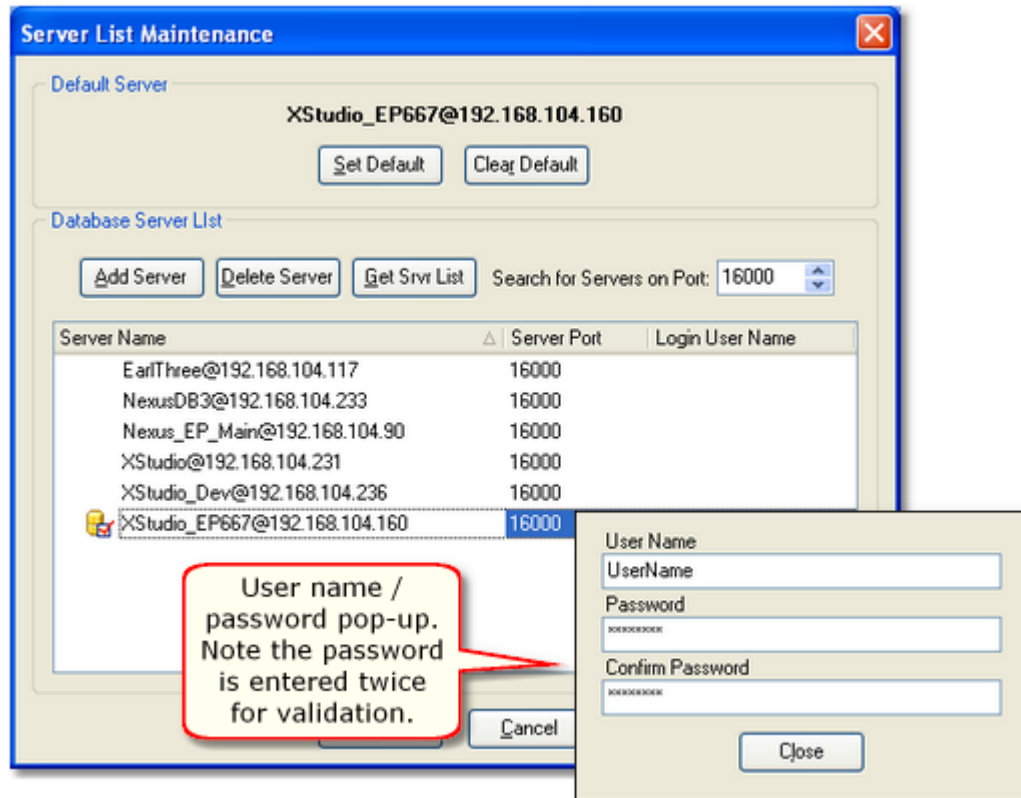 Server List Maintenance
Default Server
XStudio_EP667@192.168.104.160
Set Default
Clear Default
Database Server LIst
Add Server
Delete Server
Get Srvr List
Search for Servers on Port:
16000
Server Name
Server Port
Login User Name
EarlThree@192.168.104.117 16000
NexusDB3@192.168.104.233 16000
Nexus_EP_Main@192.168.104.90 16000
XStudio@192.168.104.231 16000
XStudio_Dev@192.168.104.236 16000
XStudio_EP667@192.168.104.160 16000
User name /
password pop-up.
Note the password
is entered twice
for validation.
Cancel
User Name
UserName
Password
********
Confirm Password
********
Close